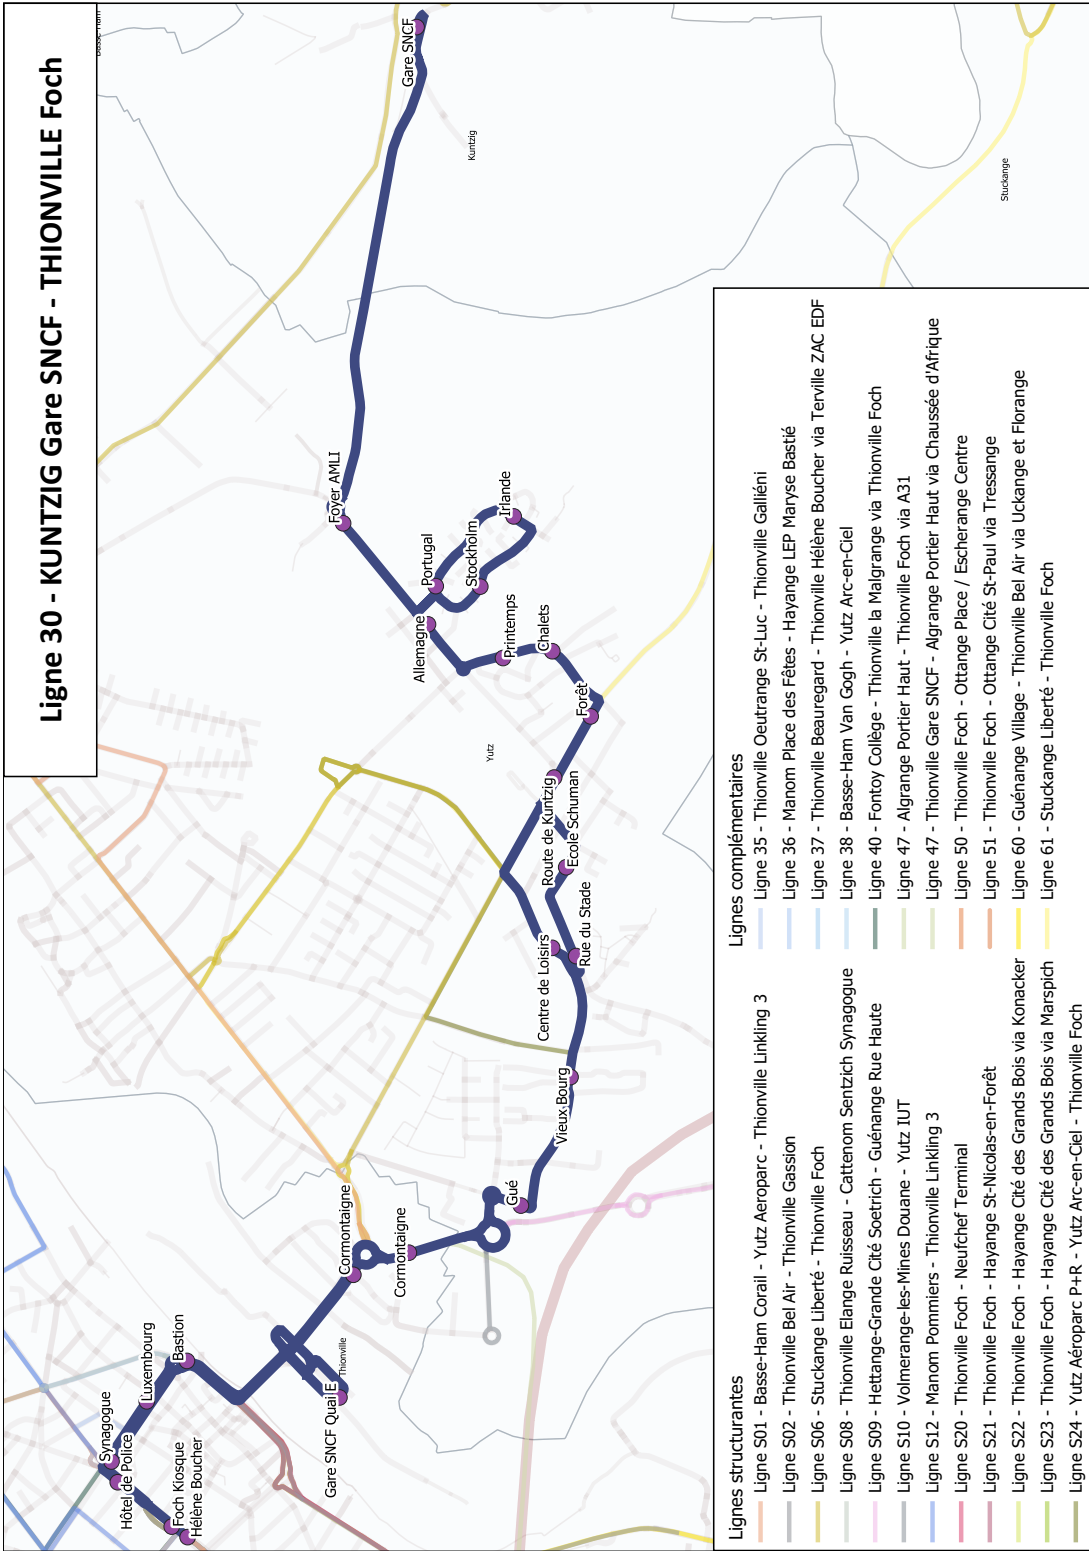 Ligne 30 - KUNTZIG Gare SNCF - THIONVILLE Foch
Basse-Ham
Gare SNCF
Kuntzig
Stuckange
Foyer AMLI
Irlande
Portugal
Stockholm
Allemagne
Printemps
Chalets
Forêt
Yutz
Route de Kuntzig
Ecole Schuman
Centre de Loisirs
Rue du Stade
Vieux Bourg
Gué
Cormontaigne
Cormontaigne
Thionville
Gare SNCF Quai E
Bastion
Luxembourg
Synagogue
Hôtel de Police
Foch Kiosque
Hélène Boucher
Lignes structurantes
Ligne S01 - Basse-Ham Corail - Yutz Aeroparc - Thionville Linkling 3
Ligne S02 - Thionville Bel Air - Thionville Gassion
Ligne S06 - Stuckange Liberté - Thionville Foch
Ligne S08 - Thionville Elange Ruisseau - Cattenom Sentzich Synagogue
Ligne S09 - Hettange-Grande Cité Soetrich - Guénange Rue Haute
Ligne S10 - Volmerange-les-Mines Douane - Yutz IUT
Ligne S12 - Manom Pommiers - Thionville Linkling 3
Ligne S20 - Thionville Foch - Neufchef Terminal
Ligne S21 - Thionville Foch - Hayange St-Nicolas-en-Forêt
Ligne S22 - Thionville Foch - Hayange Cité des Grands Bois via Konacker
Ligne S23 - Thionville Foch - Hayange Cité des Grands Bois via Marspich
Ligne S24 - Yutz Aéroparc P+R - Yutz Arc-en-Ciel - Thionville Foch
Lignes complémentaires
Ligne 35 - Thionville Oeutrange St-Luc - Thionville Galliéni
Ligne 36 - Manom Place des Fêtes - Hayange LEP Maryse Bastié
Ligne 37 - Thionville Beauregard - Thionville Hélène Boucher via Terville ZAC EDF
Ligne 38 - Basse-Ham Van Gogh - Yutz Arc-en-Ciel
Ligne 40 - Fontoy Collège - Thionville la Malgrange via Thionville Foch
Ligne 47 - Algrange Portier Haut - Thionville Foch via A31
Ligne 47 - Thionville Gare SNCF - Algrange Portier Haut via Chaussée d'Afrique
Ligne 50 - Thionville Foch - Ottange Place / Escherange Centre
Ligne 51 - Thionville Foch - Ottange Cité St-Paul via Tressange
Ligne 60 - Guénange Village - Thionville Bel Air via Uckange et Florange
Ligne 61 - Stuckange Liberté - Thionville Foch